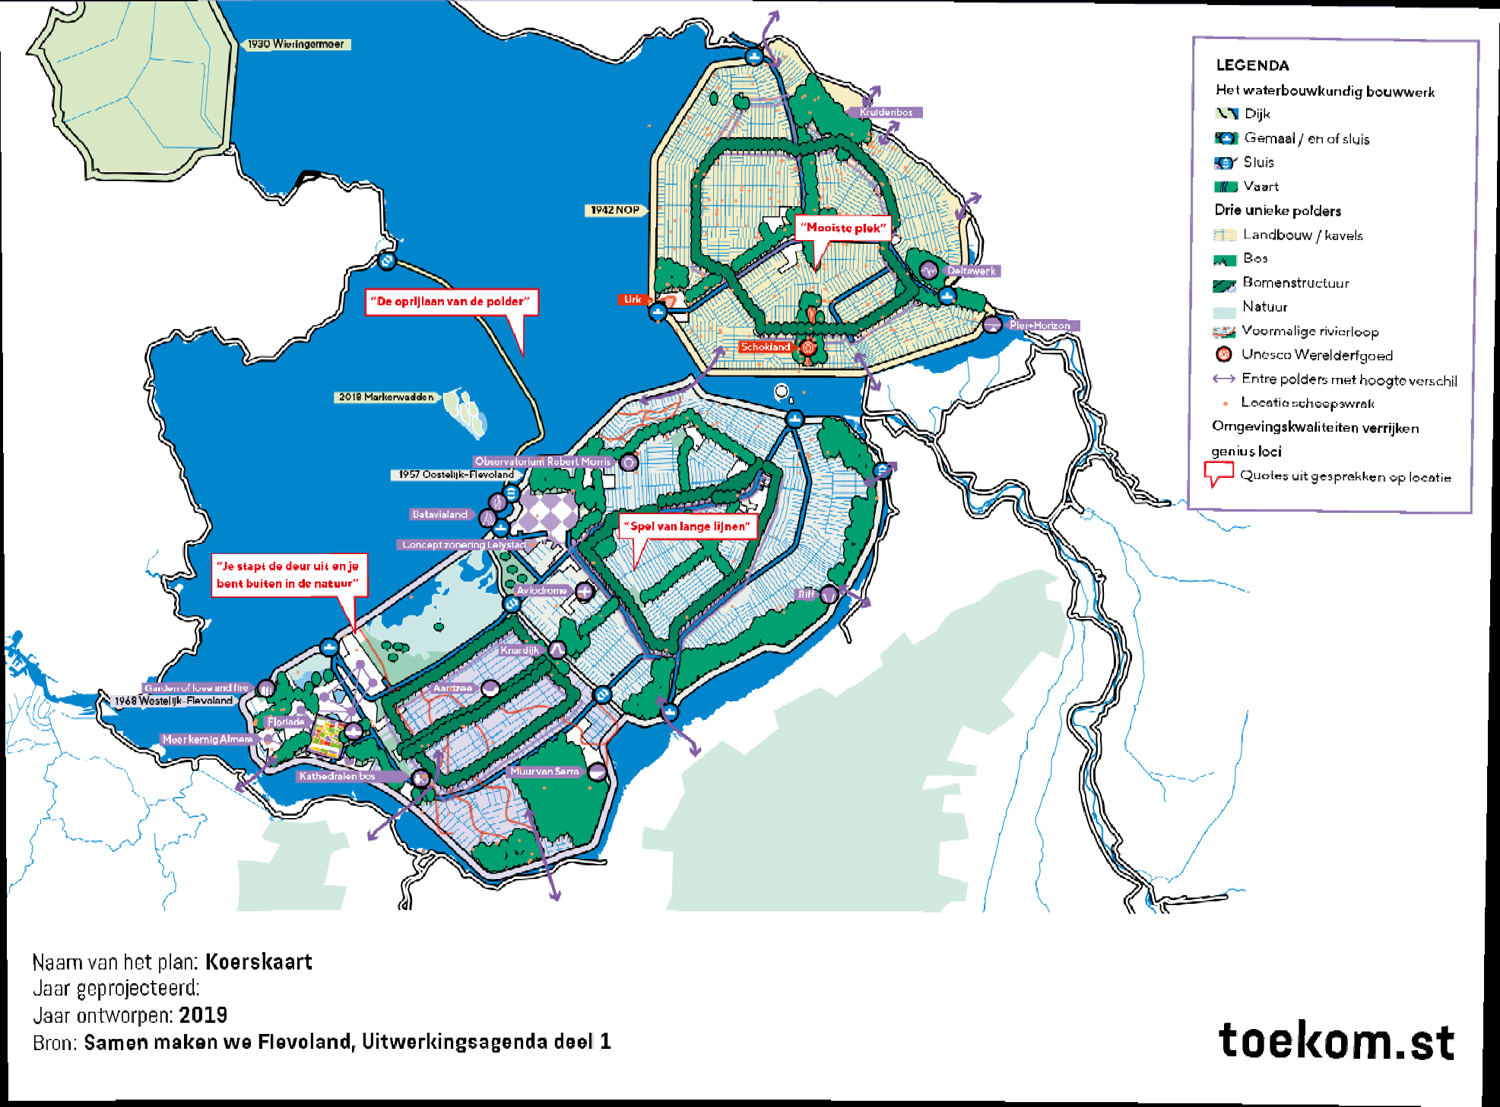 1930 Wieringermeer
Kruidenbos
1942 NOP
"Mooiste plek"
Deltawerk
"De oprijlaan van de polder"
Urk
Pier+Horizon
Schokland
2018 Markerwadden
Observatorium Robert Morris
1957 Oostelijk-Flevoland
Batavialand
"Spel van lange lijnen"
Concept zonering Lelystad
"Je stapt de deur uit en je
bent buiten in de natuur"
Aviodrome
Riff
Knardijk
Aardzee
Garden of love and fire
1968 Wostelijk-Flevoland
Floriade
Meer kernig Almere
Kathedralen bos
Muur van Serra
LEGENDA
Het waterbouwkundig bouwwerk
Dijk
Gemaal / en of sluis
Sluis
Vaart
Drie unieke polders
Landbouw / kavels
Bos
Bomenstructuur
Natuur
Voormalige rivierloop
Unesco Werelderfgoed
Entre polders met hoogte verschil
Locatie scheepswrak
Omgevingskwaliteiten verrijken
genius loci
Quotes uit gesprekken op locatie
Naam van het plan: Koerskaart
Jaar geprojecteerd:
Jaar ontworpen: 2019
Bron: Samen maken we Flevoland, Uitwerkingsagenda deel 1
toekom.st